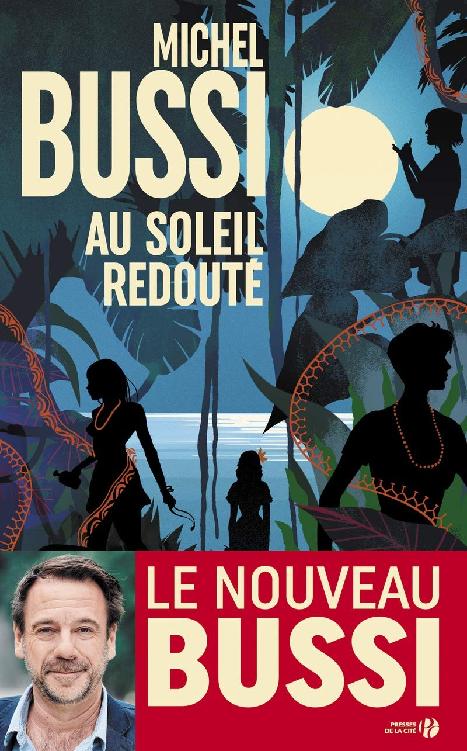 MICHEL
BUSSI
AU SOLEIL
REDOUTÉ
LE NOUVEAU
BUSSI
PRESSES
DE LA CITÉ